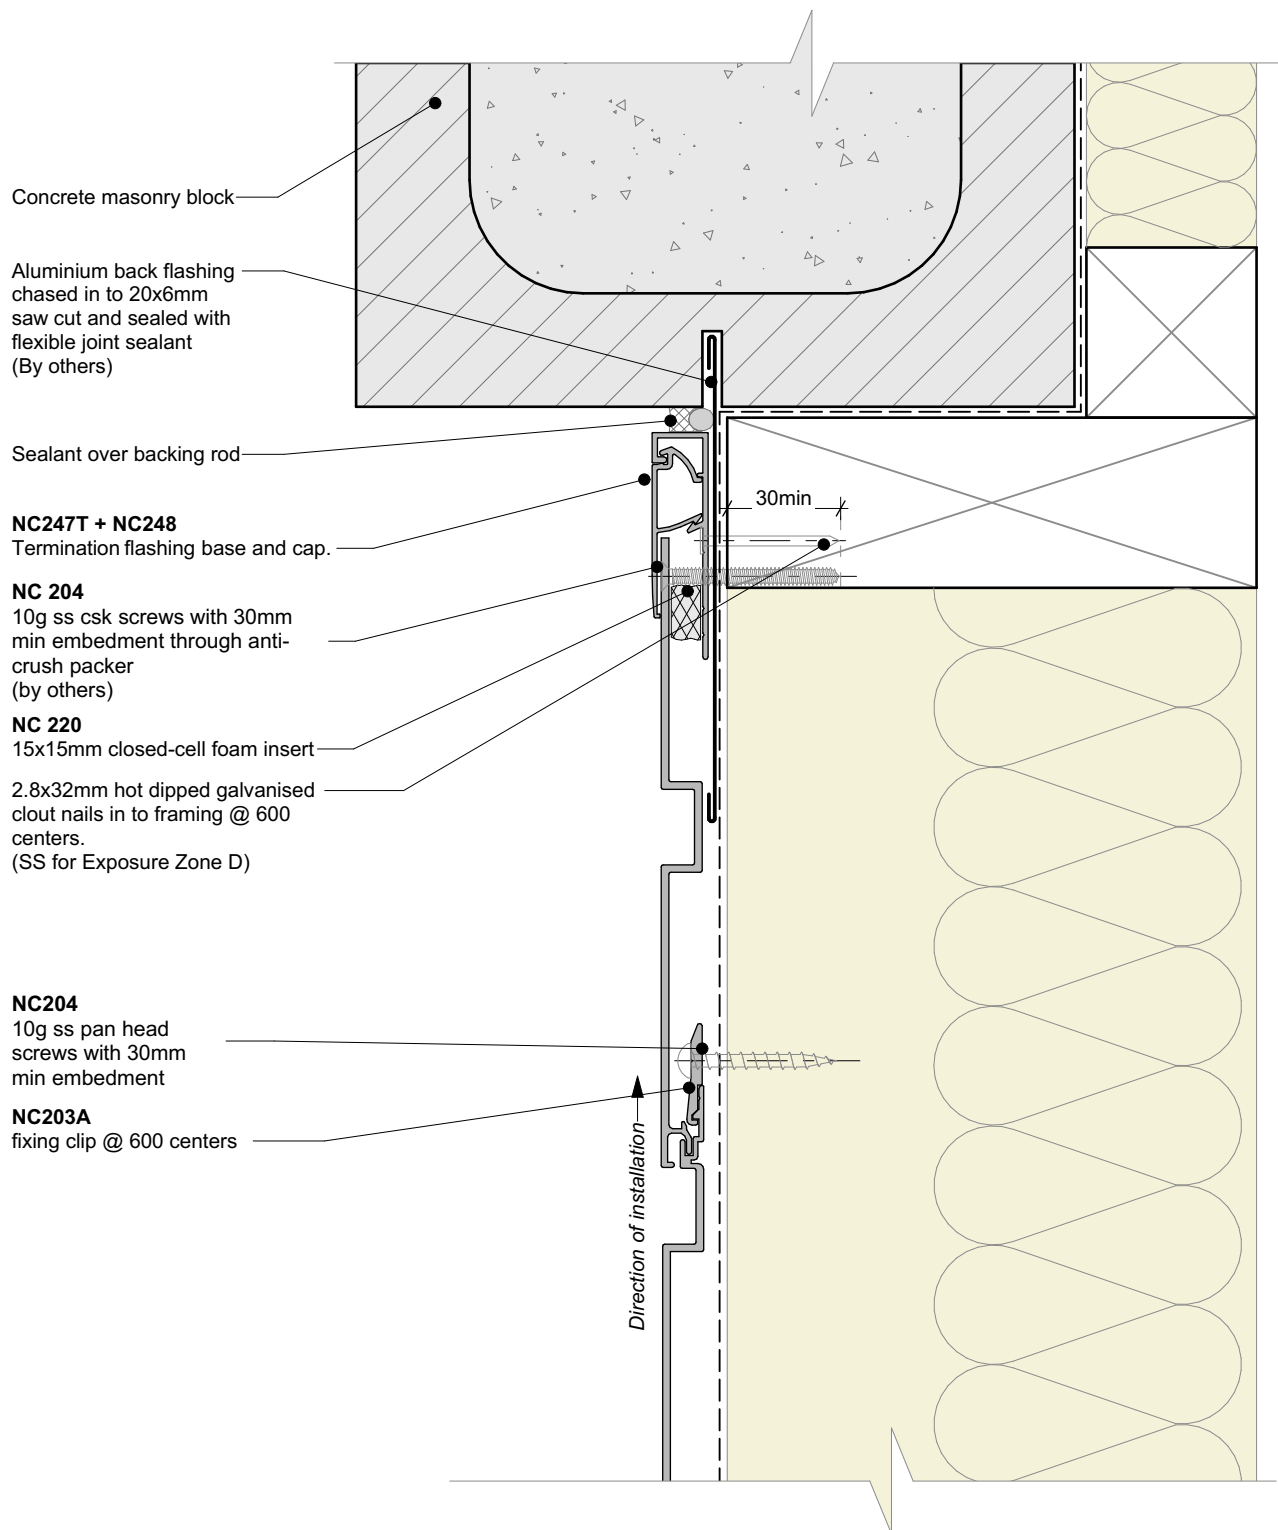 Concrete masonry block
Aluminium back flashing
chased in to 20x6mm
saw cut and sealed with
flexible joint sealant
(By others)
Sealant over backing rod
NC247T + NC248
Termination flashing base and cap.
NC 204
10g ss csk screws with 30mm
min embedment through anti-
crush packer
(by others)
NC 220
15x15mm closed-cell foam insert
2.8x32mm hot dipped galvanised
clout nails in to framing @ 600
centers.
(SS for Exposure Zone D)
NC204
10g ss pan head
screws with 30mm
min embedment
NC203A
fixing clip @ 600 centers
30min
Direction of installation